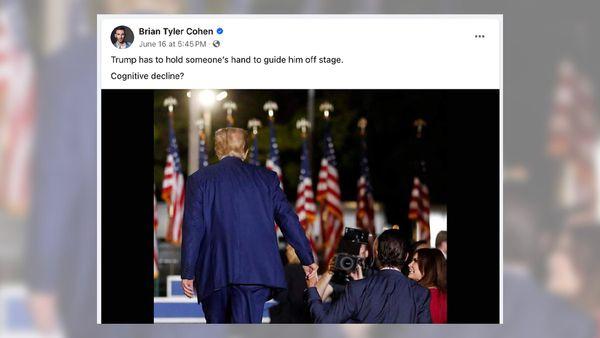 Brian Tyler Cohen
June 16 at 5:45 PM ·
Trump has to hold someone's hand to guide him off stage.
Cognitive decline?